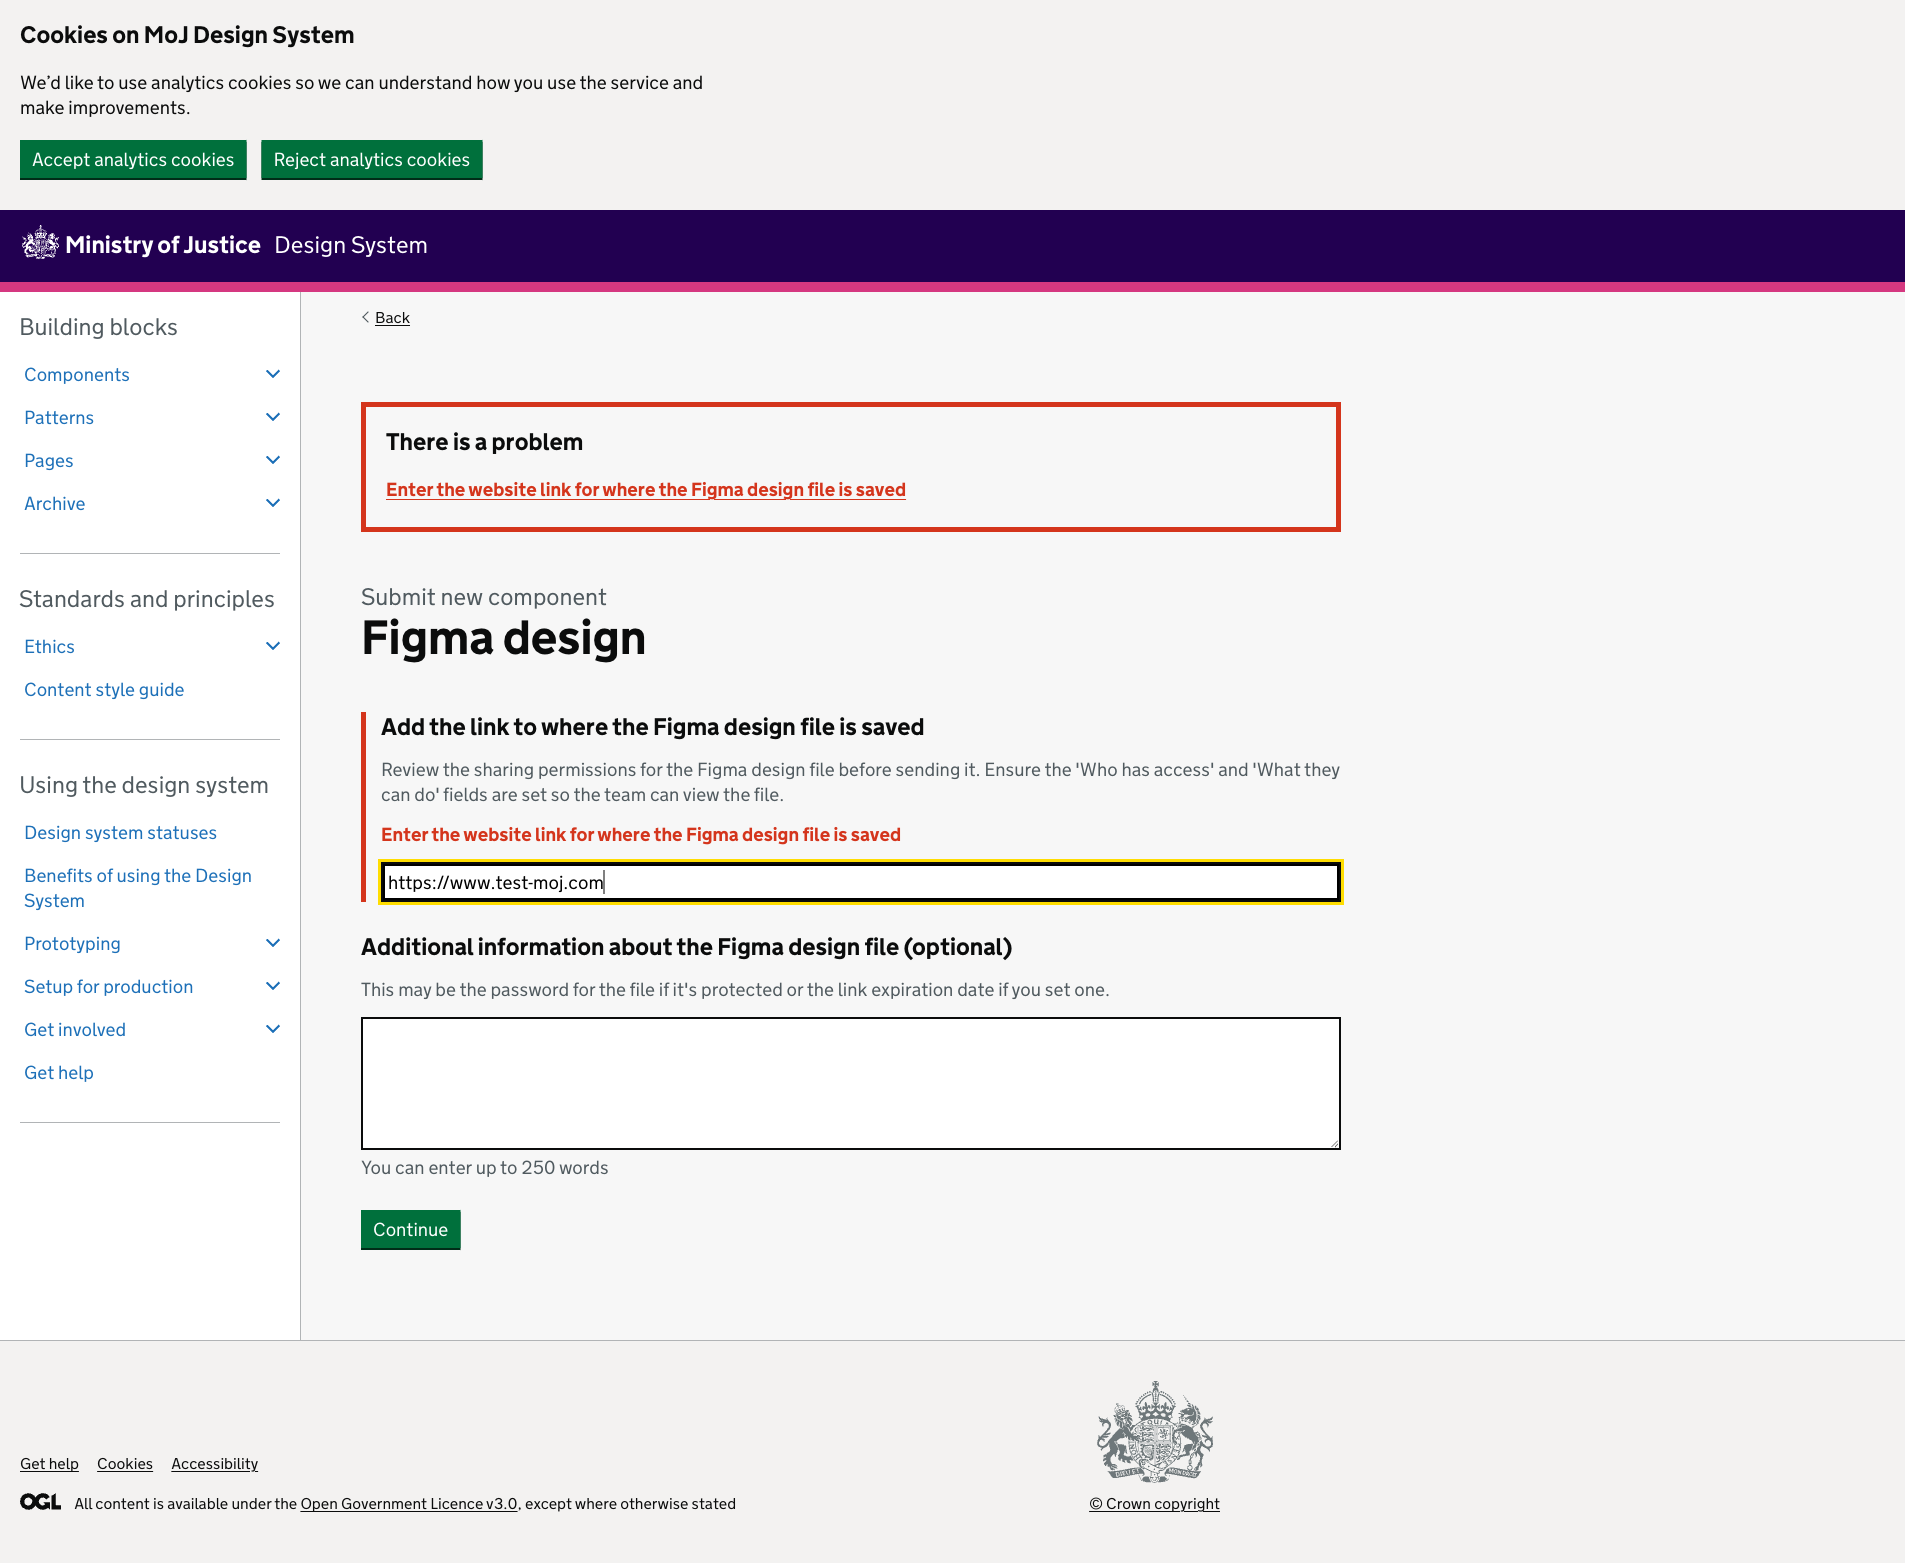 Cookies on MoJ Design System
We’d like to use analytics cookies so we can understand how you use the service and
make improvements.
Accept analytics cookies
Reject analytics cookies
Ministry of Justice Design System
Building blocks
Components
Patterns
Pages
Archive
Standards and principles
Ethics
Content style guide
Using the design system
Design system statuses
Benefits of using the Design
System
Prototyping
Setup for production
Get involved
Get help
Back
There is a problem
Enter the website link for where the Figma design file is saved
Submit new component
Figma design
Add the link to where the Figma design file is saved
Review the sharing permissions for the Figma design file before sending it. Ensure the 'Who has access' and 'What they
can do' fields are set so the team can view the file.
Enter the website link for where the Figma design file is saved
https://www.test-moj.com
Additional information about the Figma design file (optional)
This may be the password for the file if it's protected or the link expiration date if you set one.
You can enter up to 250 words
Continue
Get help Cookies Accessibility
OGL All content is available under the Open Government Licence v3.0, except where otherwise stated
© Crown copyright